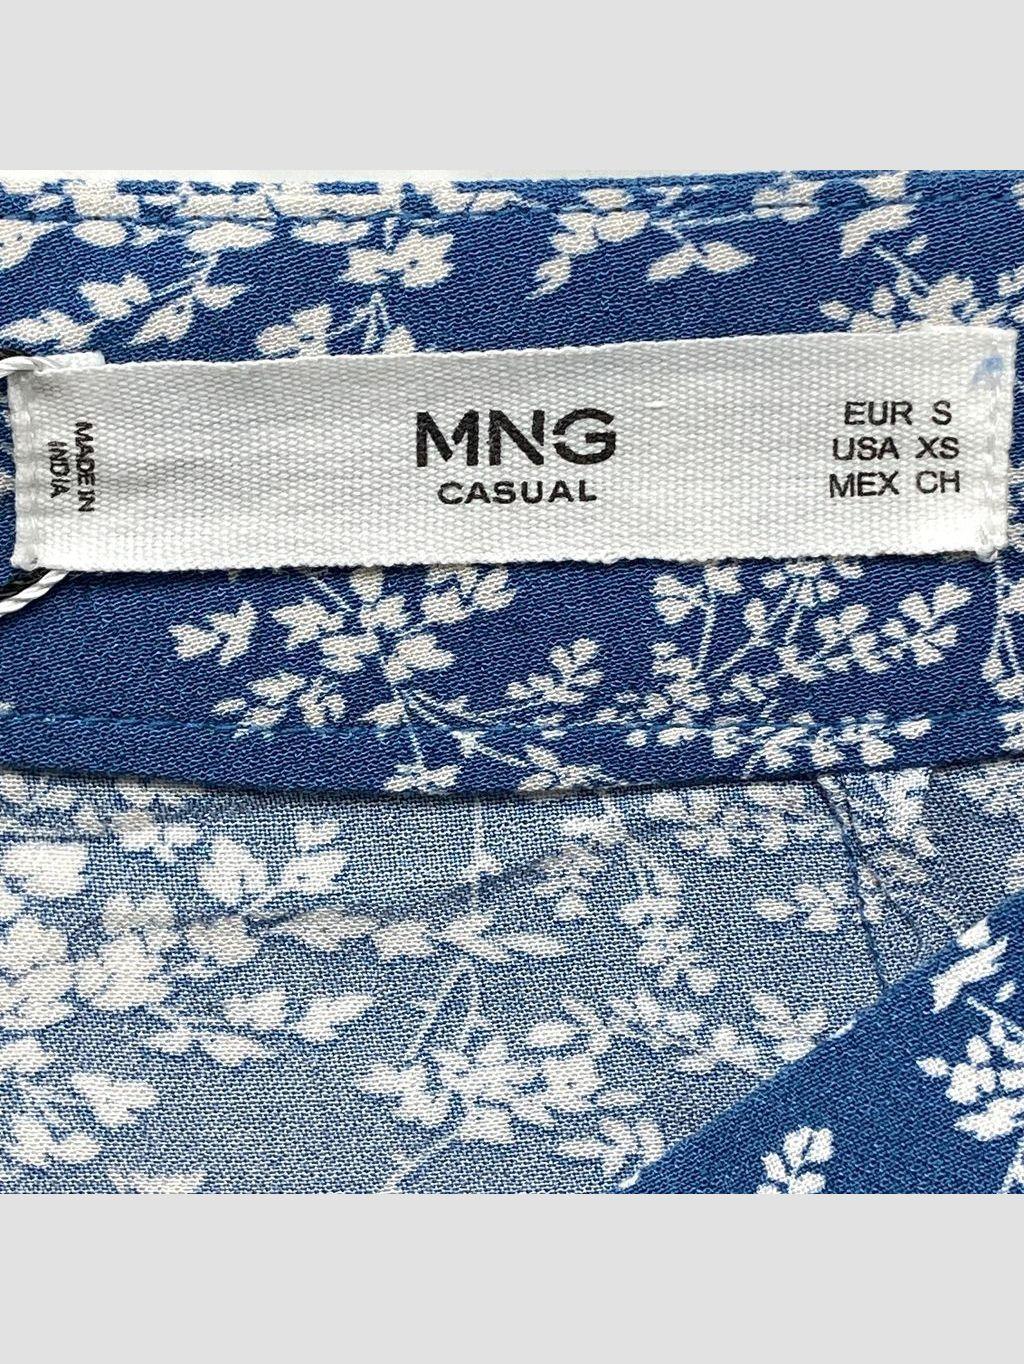 MADE IN
INDIA
MNG
CASUAL
EUR S
USA XS
MEX CH